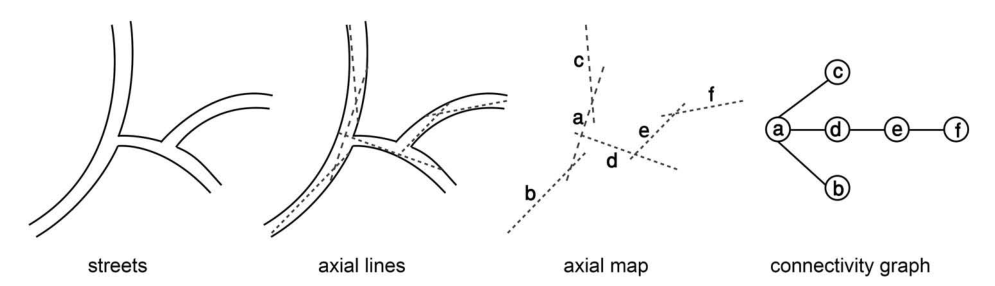 c
a
b
e
d
f
c
a d e f
b
streets axial lines axial map connectivity graph